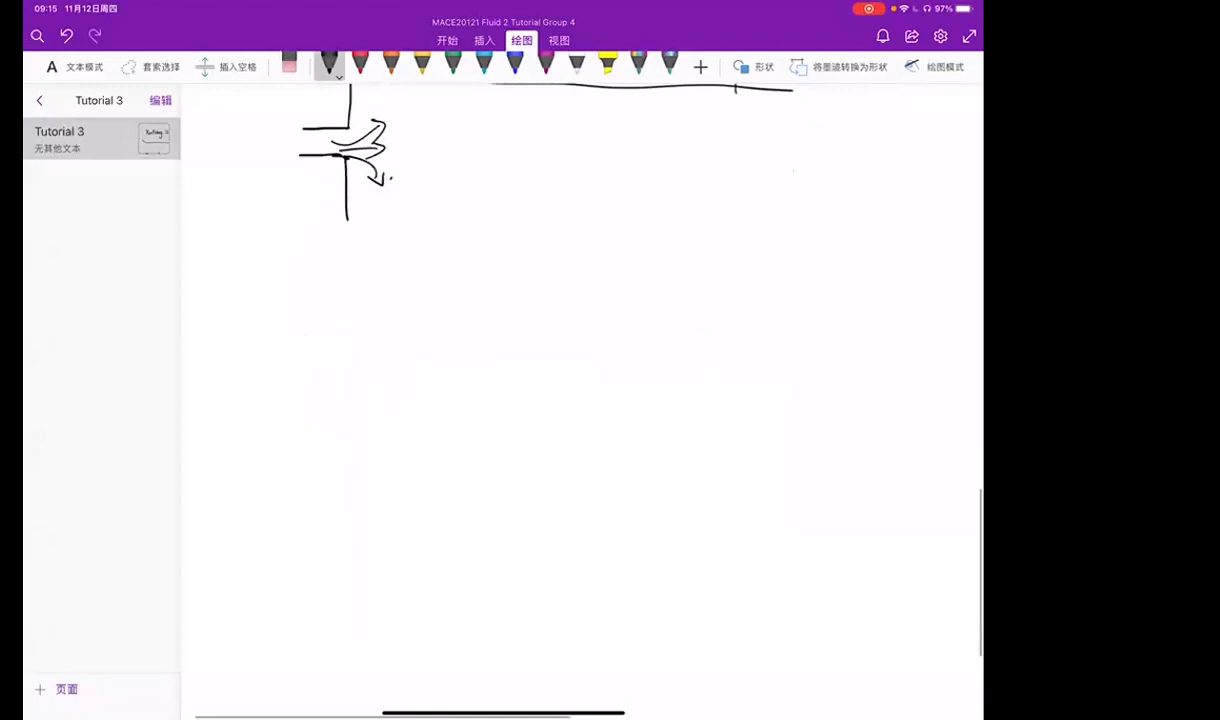 09:15 11月12日周四
97%
MACE20121 Fluid 2 Tutorial Group 4
开始 插入 绘图 视图
A 文本模式 套索选择 插入空格 形状 将墨迹转换为形状 绘图模式
Tutorial 3 编辑
Tutorial 3
无其他文本
页面